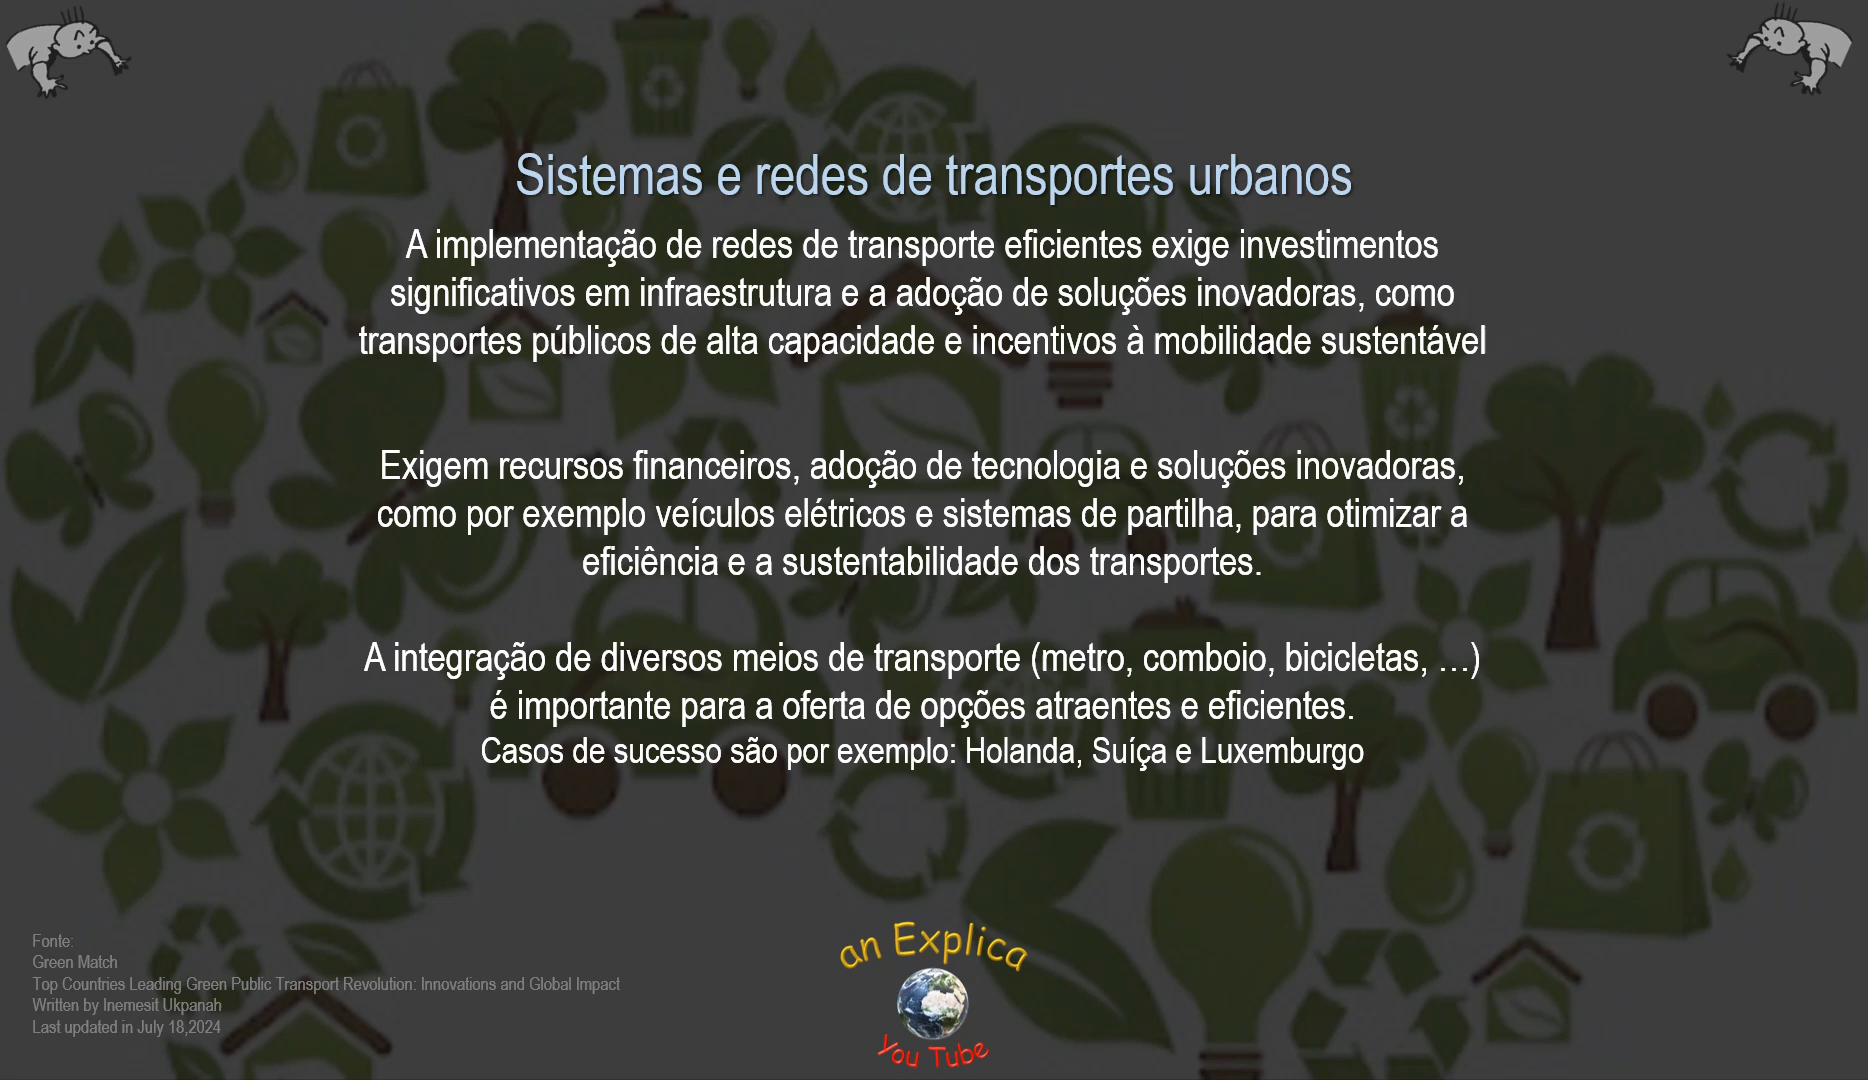 Sistemas e redes de transportes urbanos
A implementação de redes de transporte eficientes exige investimentos
significativos em infraestrutura e a adoção de soluções inovadoras, como
transportes públicos de alta capacidade e incentivos à mobilidade sustentável
Exigem recursos financeiros, adoção de tecnologia e soluções inovadoras,
como por exemplo veículos elétricos e sistemas de partilha, para otimizar a
eficiência e a sustentabilidade dos transportes.
A integração de diversos meios de transporte (metro, comboio, bicicletas, …)
é importante para a oferta de opções atraentes e eficientes.
Casos de sucesso são por exemplo: Holanda, Suíça e Luxemburgo
Fonte:
Green Match
Top Countries Leading Green Public Transport Revolution: Innovations and Global Impact
Written by Inemesit Ukpanah
Last updated in July 18,2024
an Explica
You Tube